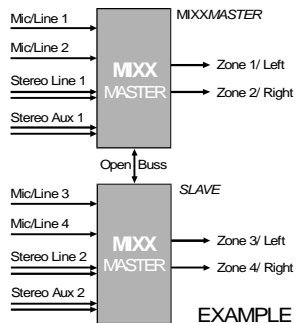 Mic/Line 1
MIXXMASTER
Mic/Line 2
Stereo Line 1
MIXX
MASTER
Zone 1/ Left
Zone 2/ Right
Stereo Aux 1
Open Buss
Mic/Line 3
SLAVE
Mic/Line 4
Stereo Line 2
MIXX
MASTER
Zone 3/ Left
Zone 4/ Right
Stereo Aux 2
EXAMPLE